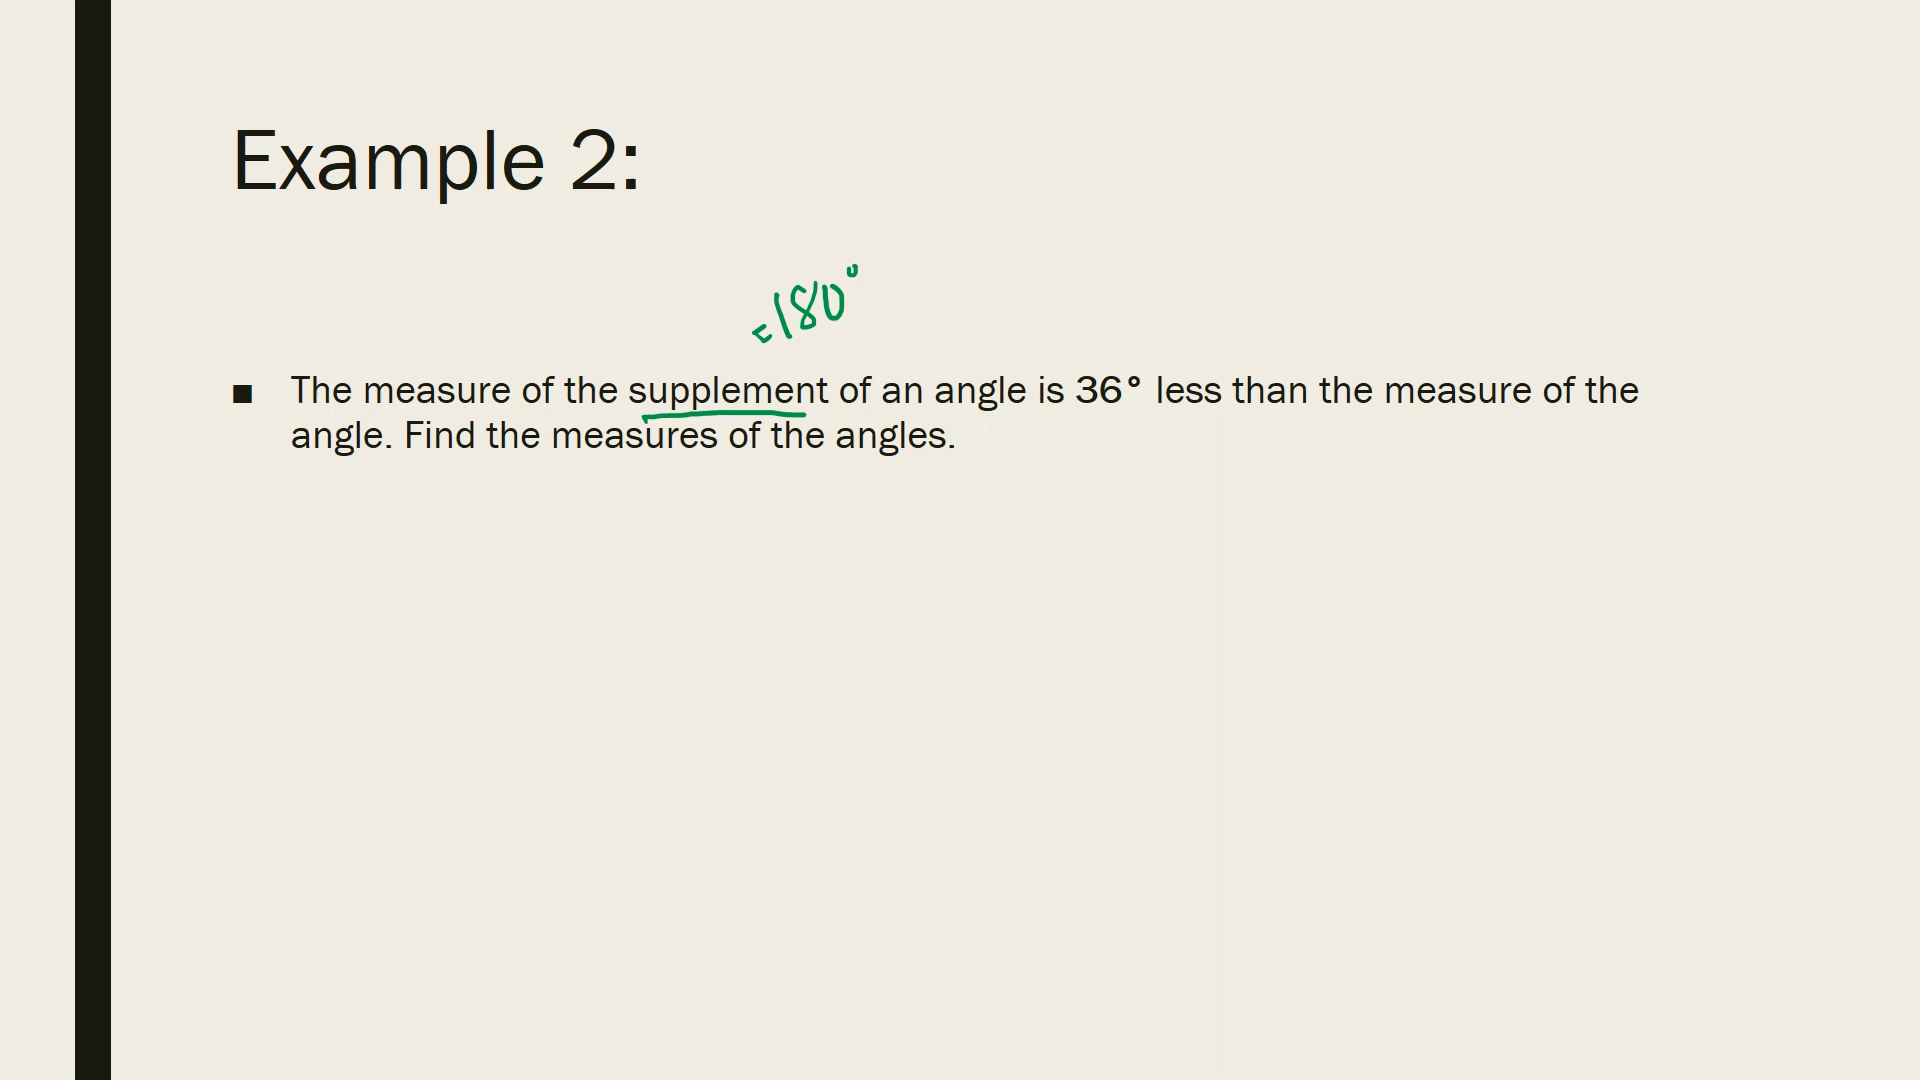 Example 2:
=180°
■ The measure of the supplement of an angle is 36° less than the measure of the
angle. Find the measures of the angles.